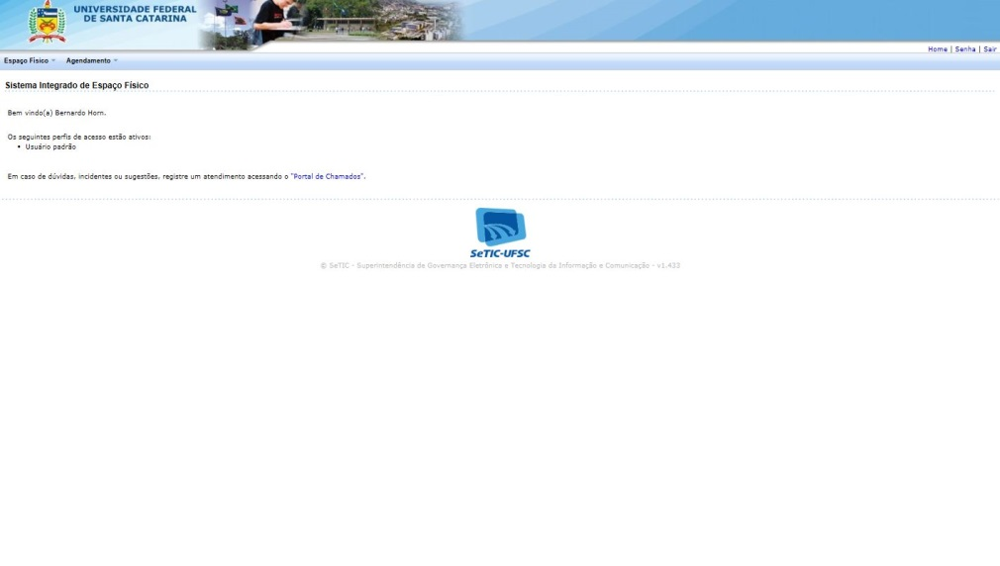 UNIVERSIDADE FEDERAL
DE SANTA CATARINA
Home | Senha | Sair
Espaço Físico Agendamento
Sistema Integrado de Espaço Físico
Bem vindo(a) Bernardo Horn.
Os seguintes perfis de acesso estão ativos:
• Usuário padrão
Em caso de dúvidas, incidentes ou sugestões, registre um atendimento acessando o "Portal de Chamados".
SeTIC-UFSC
© SeTIC - Superintendência de Governança Eletrônica e Tecnologia da Informação e Comunicação - v1.433